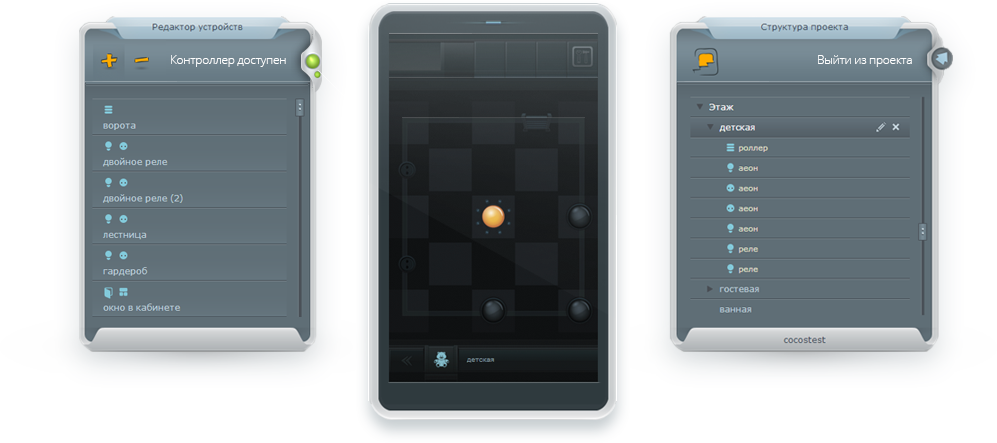 Редактор устройств
Контроллер доступен
ворота
двойное реле
двойное реле (2)
лестница
гардероб
окно в кабинете
детская
Структура проекта
Выйти из проекта
Этаж
детская
роллер
аеон
аеон
аеон
аеон
реле
реле
гостевая
ванная
cocostest